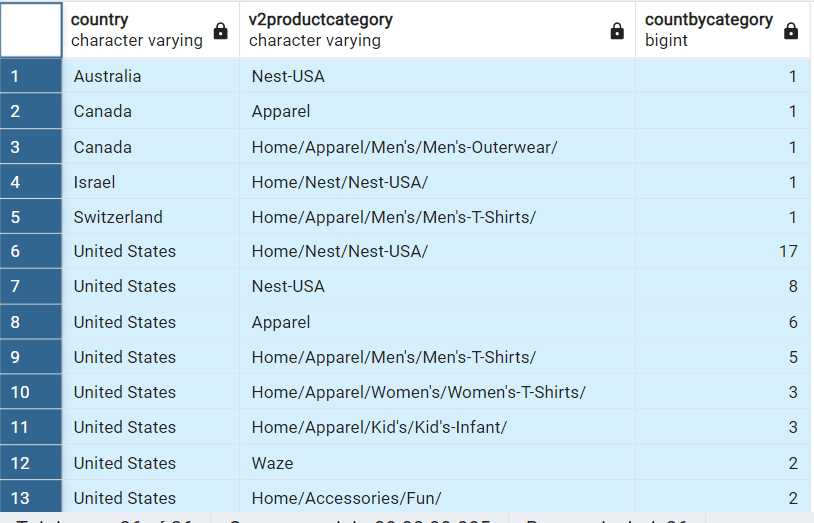 country v2productcategory countbycategory
character varying character varying bigint
1 Australia Nest-USA 1
2 Canada Apparel 1
3 Canada Home/Apparel/Men's/Men's-Outerwear/ 1
4 Israel Home/Nest/Nest-USA/ 1
5 Switzerland Home/Apparel/Men's/Men's-T-Shirts/ 1
6 United States Home/Nest/Nest-USA/ 17
7 United States Nest-USA 8
8 United States Apparel 6
9 United States Home/Apparel/Men's/Men's-T-Shirts/ 5
10 United States Home/Apparel/Women's/Women's-T-Shirts/ 3
11 United States Home/Apparel/Kid's/Kid's-Infant/ 3
12 United States Waze 2
13 United States Home/Accessories/Fun/ 2